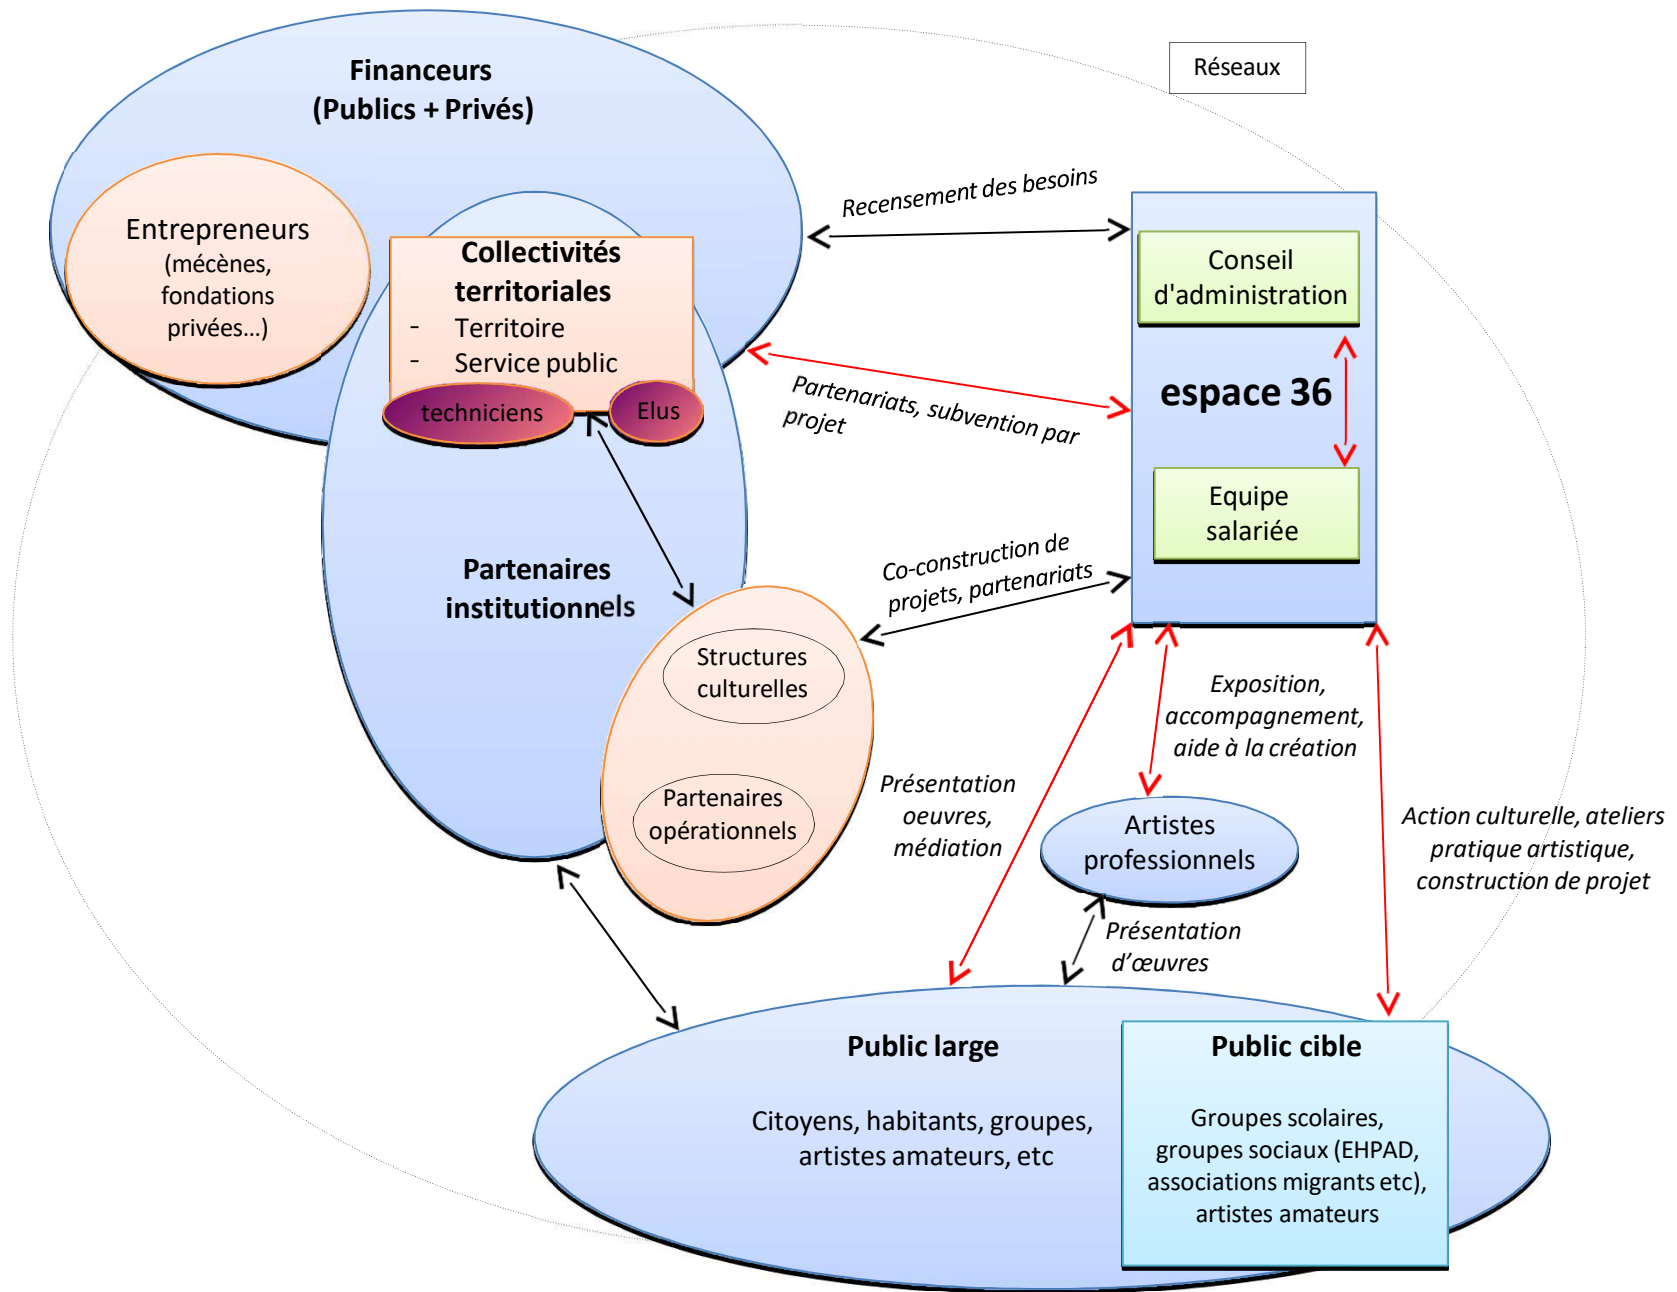 Financeurs
(Publics + Privés)
Réseaux
Entrepreneurs
(mécènes,
fondations
privées...)
Collectivités
territoriales
- Territoire
- Service public
techniciens
Elus
Recensement des besoins
Partenariats, subvention par
projet
Conseil
d'administration
espace 36
Equipe
salariée
Partenaires
institutionnels
Co-construction de
projets, partenariats
Structures
culturelles
Partenaires
opérationnels
Exposition,
accompagnement,
aide à la création
Présentation
oeuvres,
médiation
Artistes
professionnels
Action culturelle, ateliers
pratique artistique,
construction de projet
Présentation
d’œuvres
Public large
Citoyens, habitants, groupes,
artistes amateurs, etc
Public cible
Groupes scolaires,
groupes sociaux (EHPAD,
associations migrants etc),
artistes amateurs